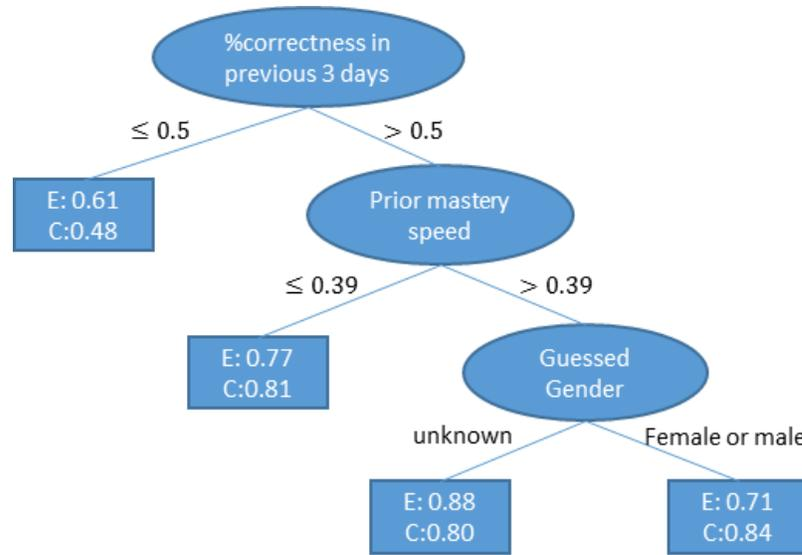 %correctness in
previous 3 days
≤ 0.5
> 0.5
E: 0.61
C:0.48
Prior mastery
speed
≤ 0.39
> 0.39
E: 0.77
C:0.81
Guessed
Gender
unknown
Female or male
E: 0.88
C:0.80
E: 0.71
C:0.84